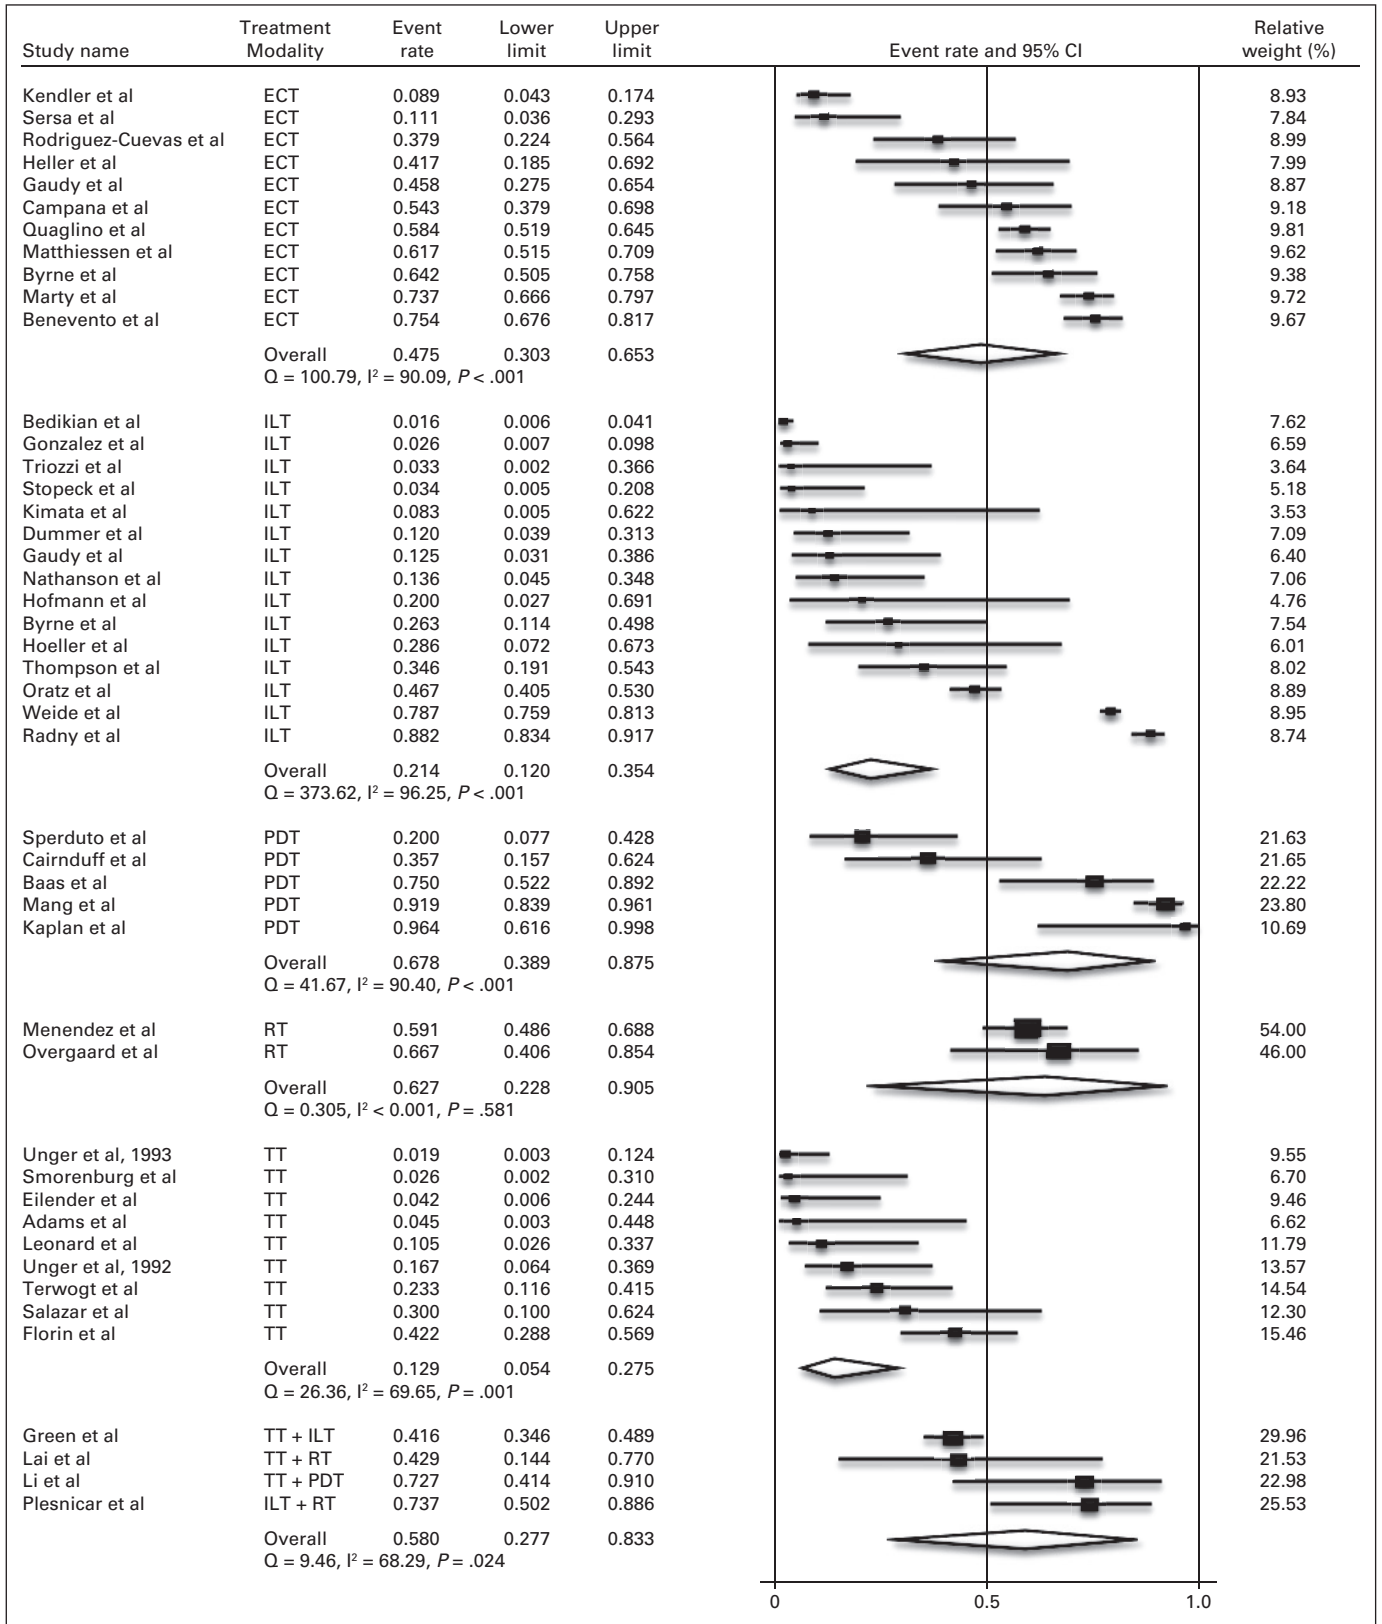 Study name Treatment Modality Event rate Lower limit Upper limit Event rate and 95% CI Relative weight (%)
Kendler et al ECT 0.089 0.043 0.174 8.93
Sersa et al ECT 0.111 0.036 0.293 7.84
Rodriguez-Cuevas et al ECT 0.379 0.224 0.564 8.99
Heller et al ECT 0.417 0.185 0.692 7.99
Gaudy et al ECT 0.458 0.275 0.654 8.87
Campana et al ECT 0.543 0.379 0.698 9.18
Quaglino et al ECT 0.584 0.519 0.645 9.81
Matthiessen et al ECT 0.617 0.515 0.709 9.62
Byrne et al ECT 0.642 0.505 0.758 9.38
Marty et al ECT 0.737 0.666 0.797 9.72
Benevento et al ECT 0.754 0.676 0.817 9.67
Overall 0.475 0.303 0.653
Q = 100.79, I² = 90.09, P < .001
Bedikian et al ILT 0.016 0.006 0.041 7.62
Gonzalez et al ILT 0.026 0.007 0.098 6.59
Triozzi et al ILT 0.033 0.002 0.366 3.64
Stopeck et al ILT 0.034 0.005 0.208 5.18
Kimata et al ILT 0.083 0.005 0.622 3.53
Dummer et al ILT 0.120 0.039 0.313 7.09
Gaudy et al ILT 0.125 0.031 0.386 6.40
Nathanson et al ILT 0.136 0.045 0.348 7.06
Hofmann et al ILT 0.200 0.027 0.691 4.76
Byrne et al ILT 0.263 0.114 0.498 7.54
Hoeller et al ILT 0.286 0.072 0.673 6.01
Thompson et al ILT 0.346 0.191 0.543 8.02
Oratz et al ILT 0.467 0.405 0.530 8.89
Weide et al ILT 0.787 0.759 0.813 8.95
Radny et al ILT 0.882 0.834 0.917 8.74
Overall 0.214 0.120 0.354
Q = 373.62, I² = 96.25, P < .001
Sperduto et al PDT 0.200 0.077 0.428 21.63
Cairnduff et al PDT 0.357 0.157 0.624 21.65
Baas et al PDT 0.750 0.522 0.892 22.22
Mang et al PDT 0.919 0.839 0.961 23.80
Kaplan et al PDT 0.964 0.616 0.998 10.69
Overall 0.678 0.389 0.875
Q = 41.67, I² = 90.40, P < .001
Menendez et al RT 0.591 0.486 0.688 54.00
Overgaard et al RT 0.667 0.406 0.854 46.00
Overall 0.627 0.228 0.905
Q = 0.305, I² < 0.001, P = .581
Unger et al, 1993 TT 0.019 0.003 0.124 9.55
Smorenburg et al TT 0.026 0.002 0.310 6.70
Eilender et al TT 0.042 0.006 0.244 9.46
Adams et al TT 0.045 0.003 0.448 6.62
Leonard et al TT 0.105 0.026 0.337 11.79
Unger et al, 1992 TT 0.167 0.064 0.369 13.57
Terwogt et al TT 0.233 0.116 0.415 14.54
Salazar et al TT 0.300 0.100 0.624 12.30
Florin et al TT 0.422 0.288 0.569 15.46
Overall 0.129 0.054 0.275
Q = 26.36, I² = 69.65, P = .001
Green et al TT + ILT 0.416 0.346 0.489 29.96
Lai et al TT + RT 0.429 0.144 0.770 21.53
Li et al TT + PDT 0.727 0.414 0.910 22.98
Plesnicar et al ILT + RT 0.737 0.502 0.886 25.53
Overall 0.580 0.277 0.833
Q = 9.46, I² = 68.29, P = .024
0 0.5 1.0